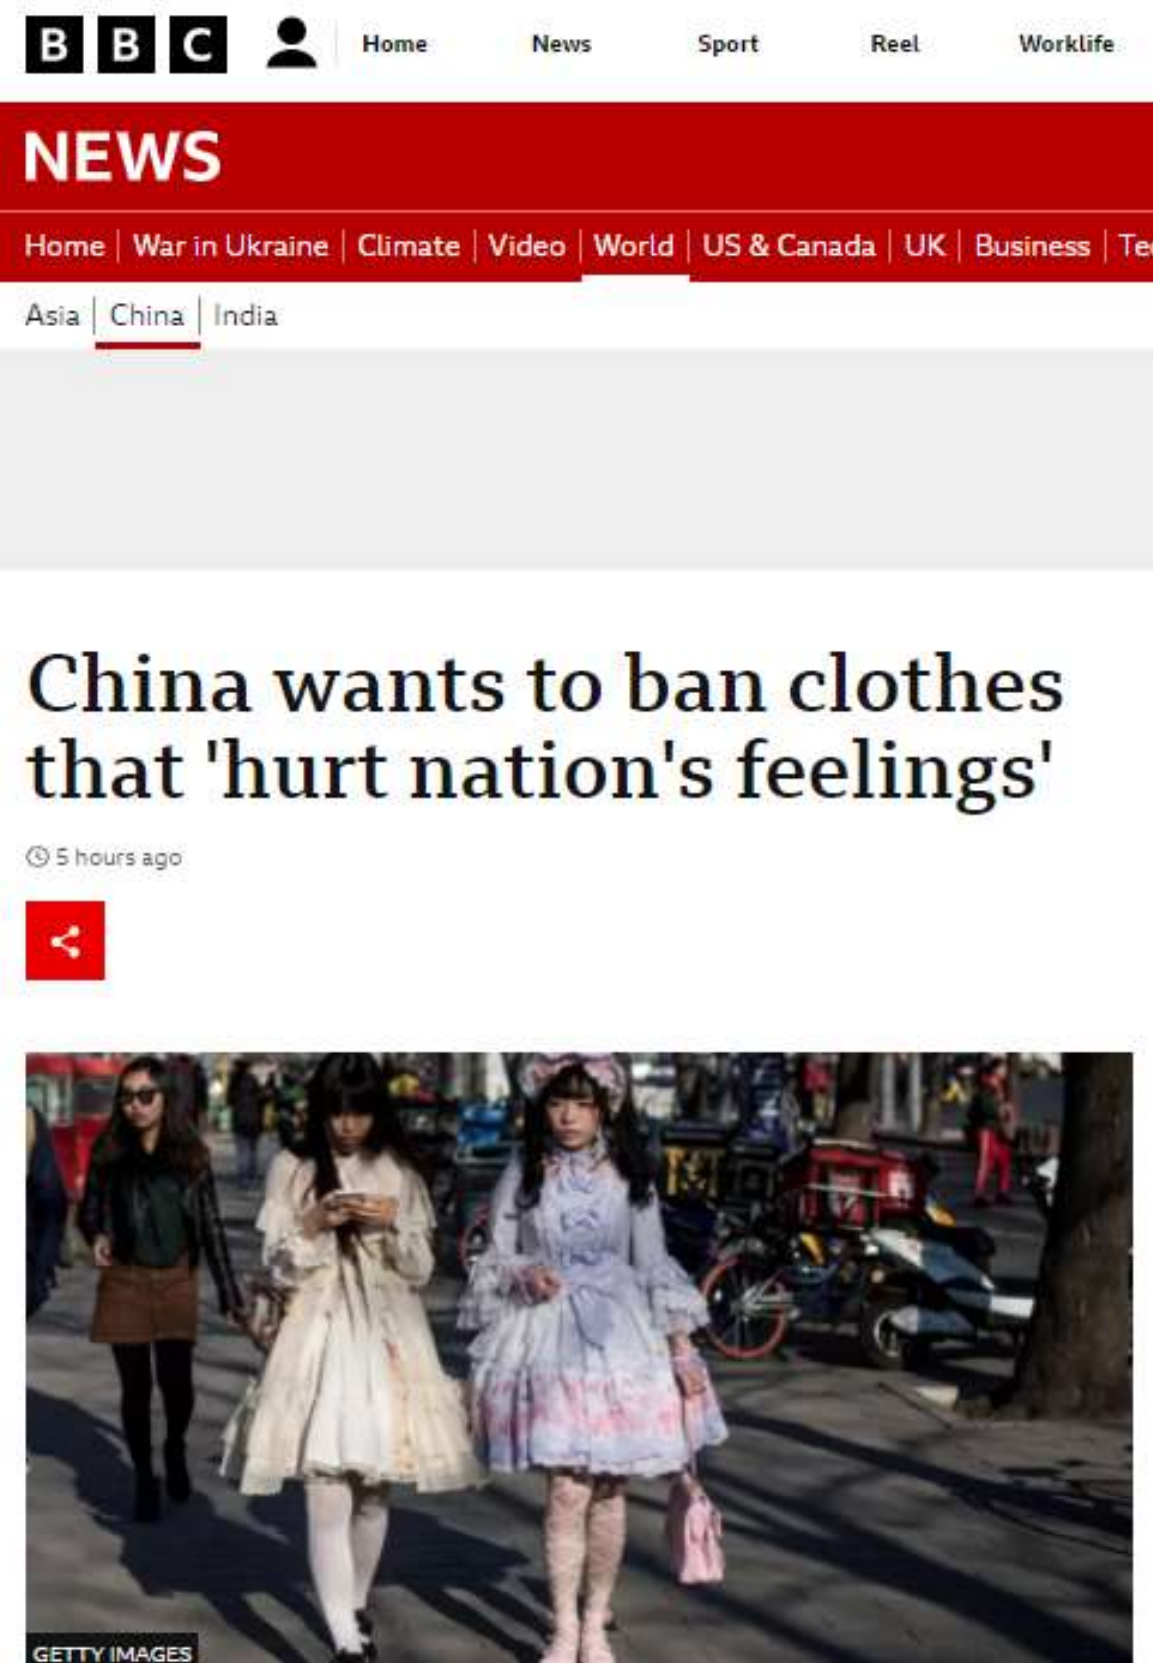 BBC Home News Sport Reel Worklife
NEWS
Home War in Ukraine Climate Video World US & Canada UK Business
Asia China India
China wants to ban clothes
that 'hurt nation's feelings'
5 hours ago
GETTY IMAGES